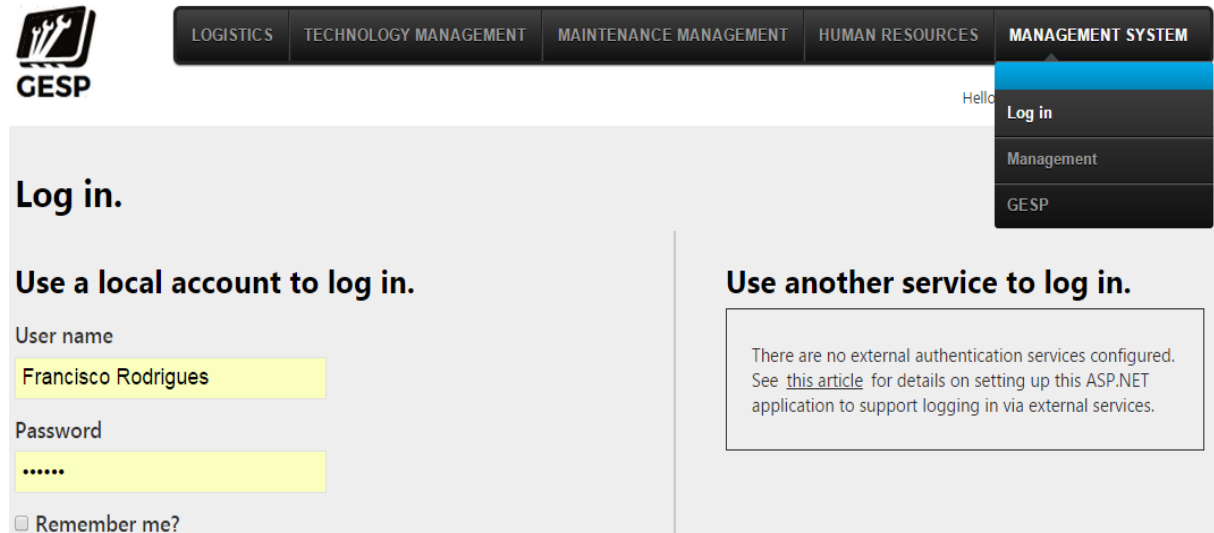 GESP
LOGISTICS
TECHNOLOGY MANAGEMENT
MAINTENANCE MANAGEMENT
HUMAN RESOURCES
MANAGEMENT SYSTEM
Hello
Log in
Management
GESP
Log in.
Use a local account to log in.
User name
Francisco Rodrigues
Password
••••••
Remember me?
Use another service to log in.
There are no external authentication services configured.
See this article for details on setting up this ASP.NET
application to support logging in via external services.